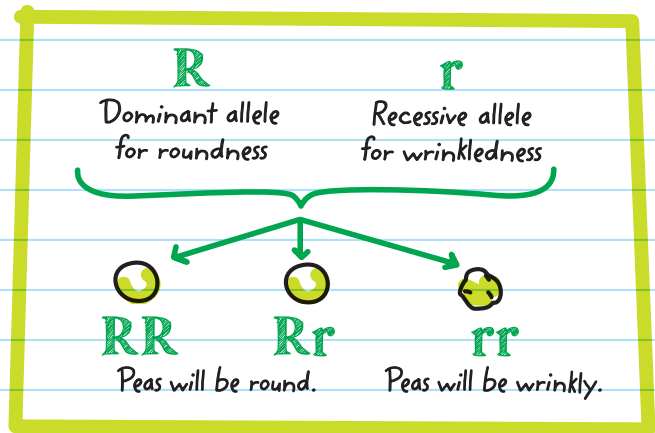 R r
Dominant allele Recessive allele
for roundness for wrinkledness
RR Rr rr
Peas will be round. Peas will be wrinkly.